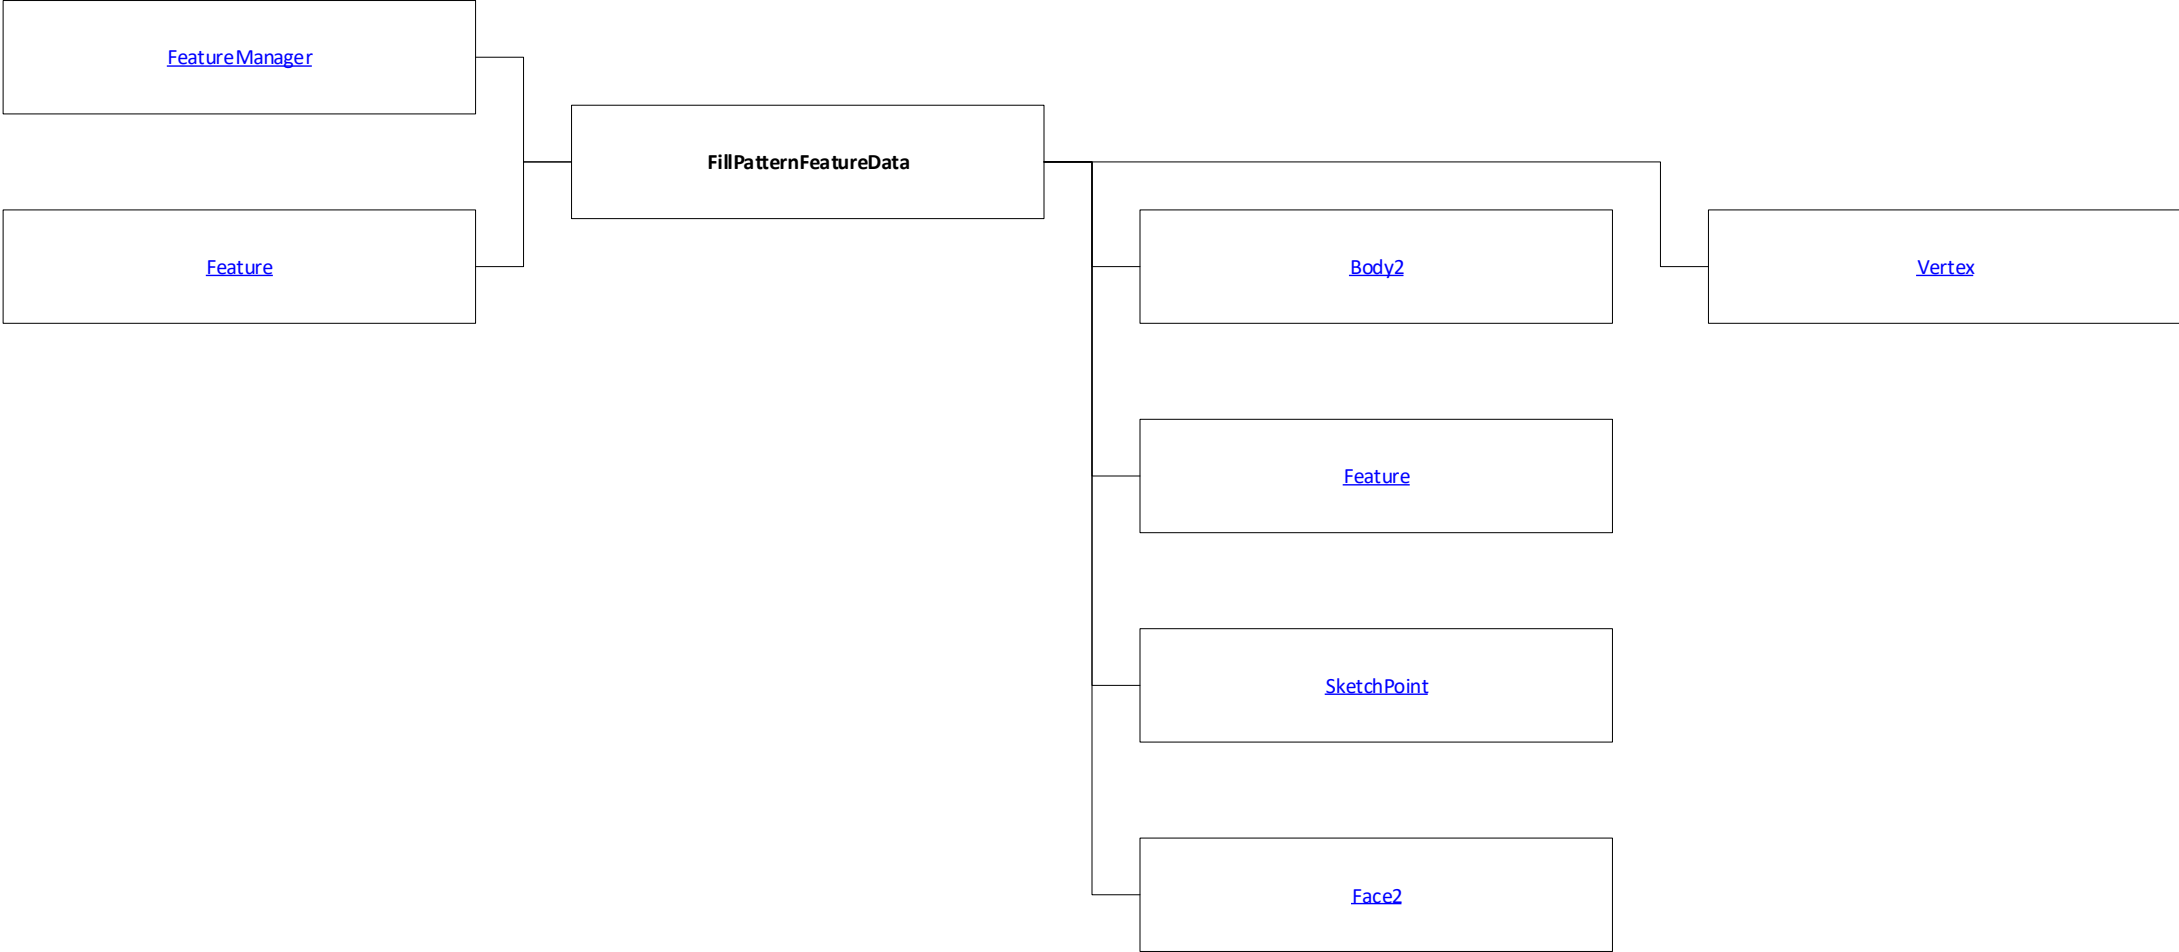 FeatureManager
FillPatternFeatureData
Feature
Body2
Vertex
Feature
SketchPoint
Face2